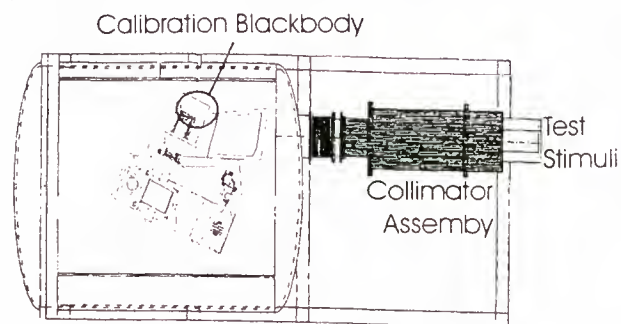 Calibration Blackbody
Test
Stimuli
Collimator
Assemby